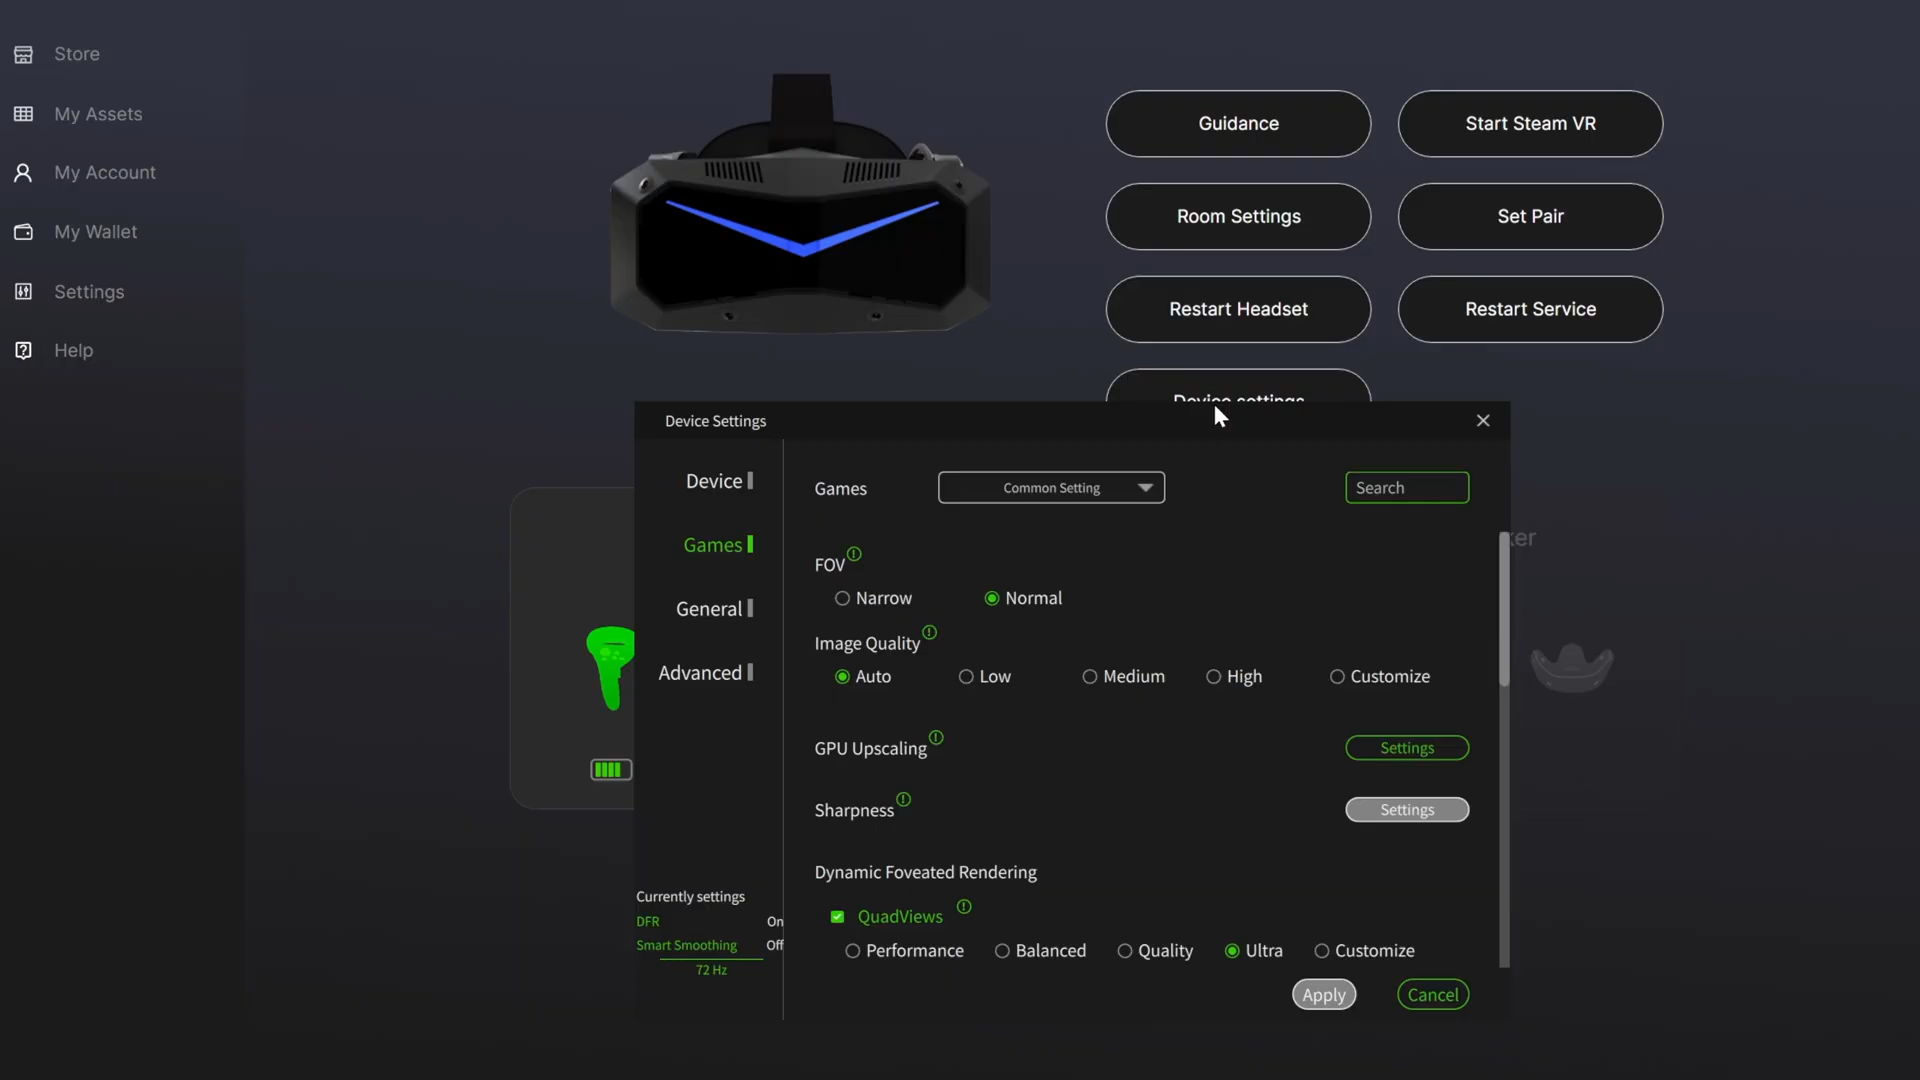 Store
My Assets
My Account
My Wallet
Settings
Help
Guidance
Start Steam VR
Room Settings
Set Pair
Restart Headset
Restart Service
Device settings
Device Settings
Device
Games
General
Advanced
Currently settings
DFR On
Smart Smoothing Off
72 Hz
Games
Common Setting
Search
FOV
Narrow
Normal
Image Quality
Auto
Low
Medium
High
Customize
GPU Upscaling
Settings
Sharpness
Settings
Dynamic Foveated Rendering
QuadViews
Performance
Balanced
Quality
Ultra
Customize
Apply
Cancel